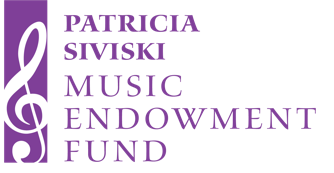 PATRICIA
SIVISKI
MUSIC
ENDOWMENT
FUND